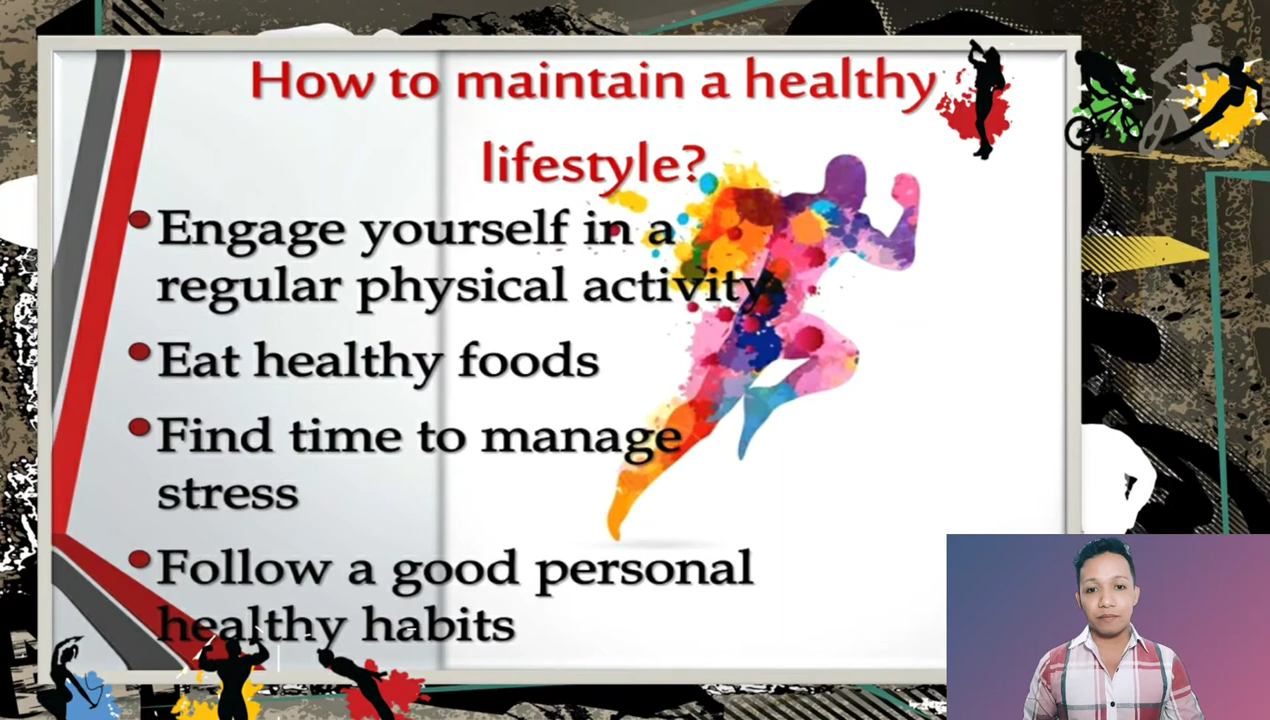 How to maintain a healthy
lifestyle?
•Engage yourself in a
regular physical activity
•Eat healthy foods
•Find time to manage
stress
•Follow a good personal
healthy habits